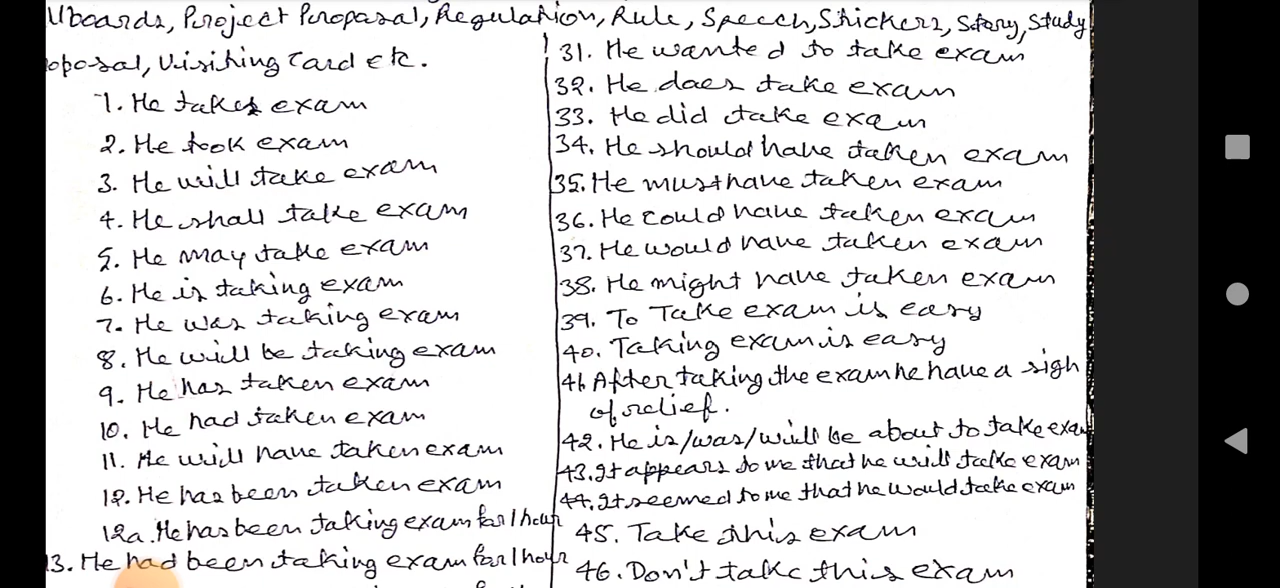 Uboards, Project Proposal, Regulation, Rule, Speech, Stickers, Story, Study
oposal, Visiting Card etc.
1. He takes exam
2. He took exam
3. He will take exam
4. He shall take exam
5. He may take exam
6. He is taking exam
7. He was taking exam
8. He will be taking exam
9. He has taken exam
10. He had taken exam
11. He will have taken exam
12. He has been taken exam
12a. He has been taking exam for 1 hour
13. He had been taking exam for 1 hour
31. He wanted to take exam
32. He does take exam
33. He did take exam
34. He should have taken exam
35. He must have taken exam
36. He could have taken exam
37. He would have taken exam
38. He might have taken exam
39. To Take exam is easy
40. Taking exam is easy
41. After taking the exam he have a sigh
of relief.
42. He is/was/will be about to take exam
43. It appears to me that he will take exam
44. It seemed to me that he would take exam
45. Take this exam
46. Don't take this exam